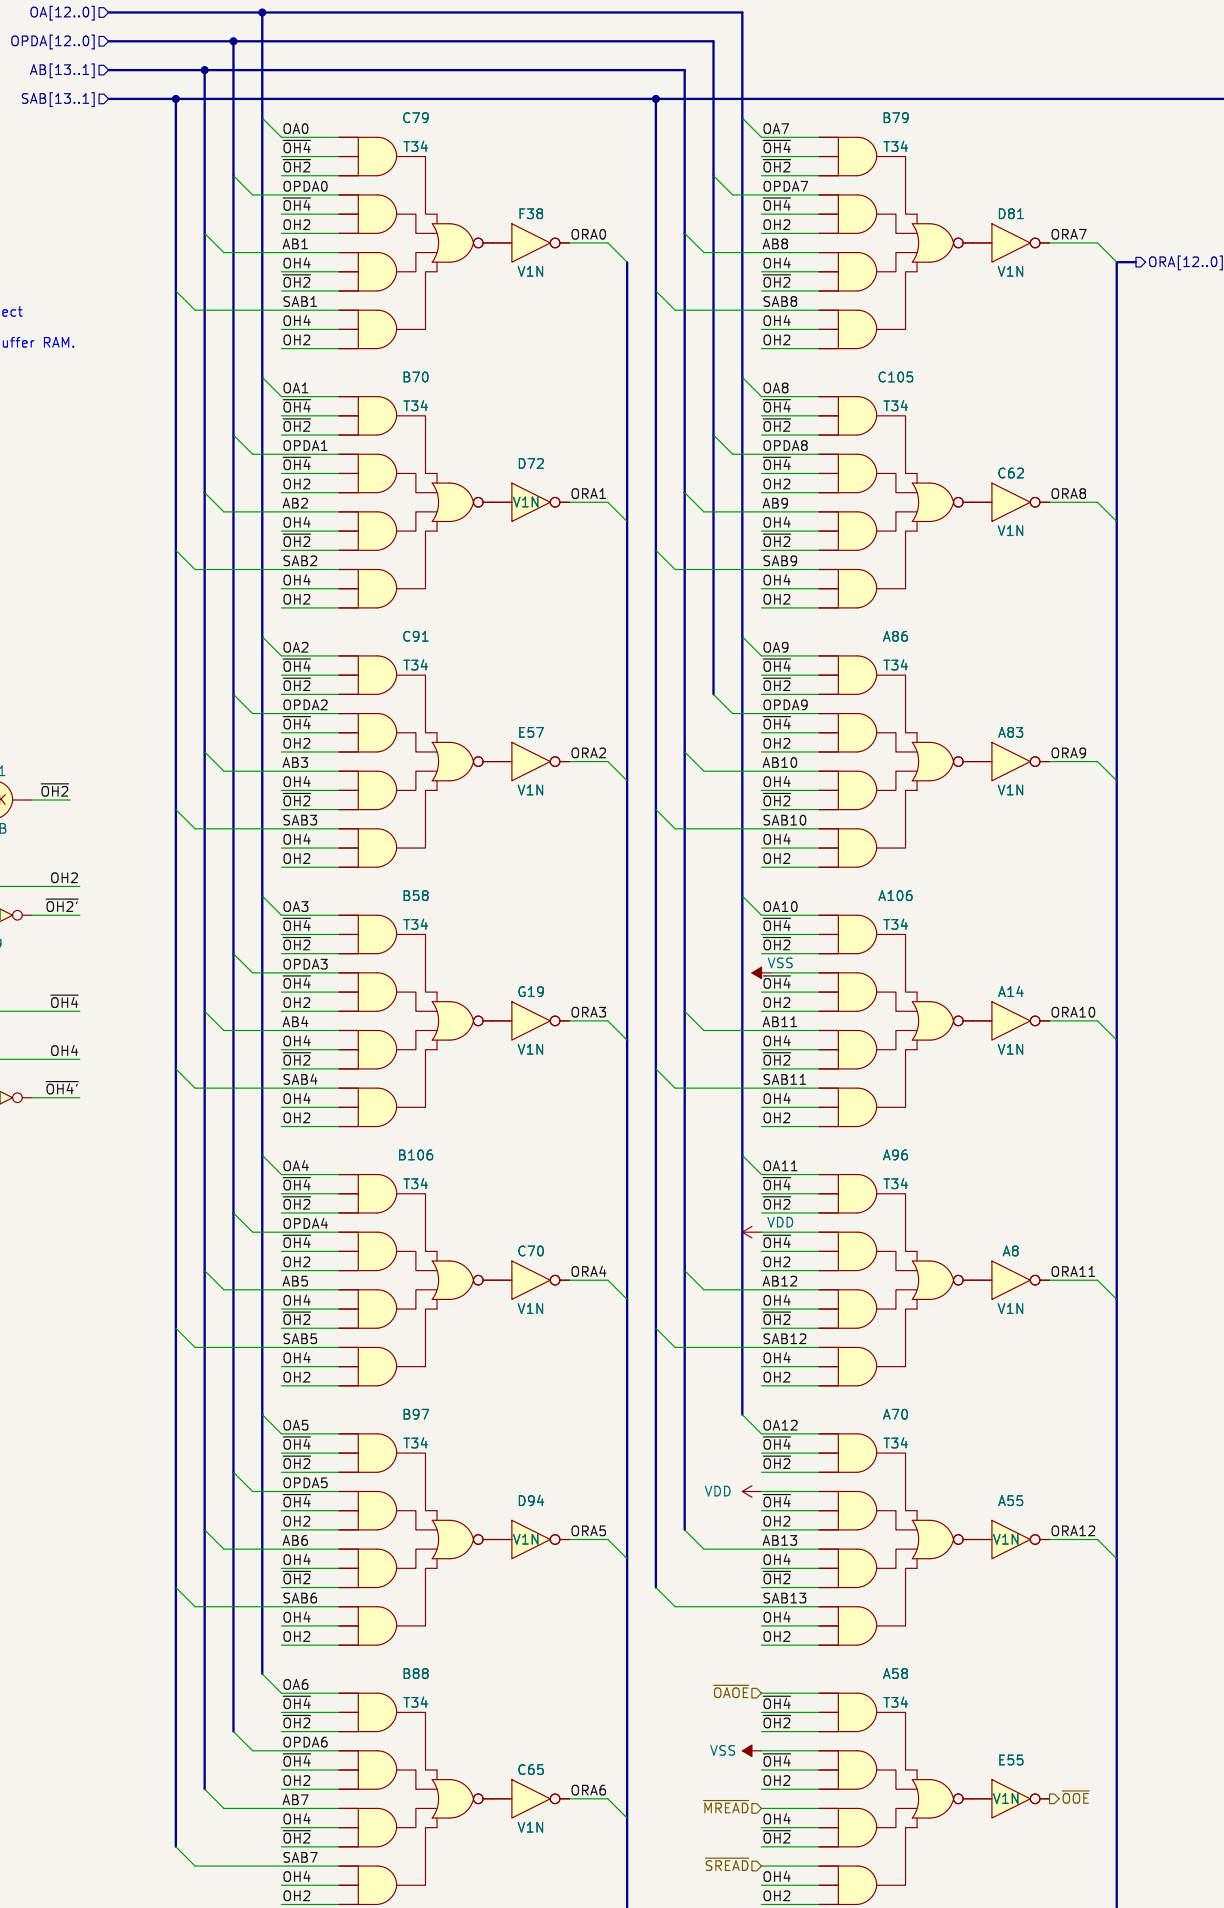 OA[12..0]
OPDA[12..0]
AB[13..1]
SAB[13..1]
ect
uffer RAM.
1
OH2
K
B
OH2
OH2'
9
OH4
OH4
OH4'
C79
T34
OA0
OH4
OH2
OPDA0
OH4
OH2
AB1
OH4
OH2
SAB1
OH4
OH2
F38
V1N
ORA0
B70
T34
OA1
OH4
OH2
OPDA1
OH4
OH2
AB2
OH4
OH2
SAB2
OH4
OH2
D72
V1N
ORA1
C91
T34
OA2
OH4
OH2
OPDA2
OH4
OH2
AB3
OH4
OH2
SAB3
OH4
OH2
E57
V1N
ORA2
B58
T34
OA3
OH4
OH2
OPDA3
OH4
OH2
AB4
OH4
OH2
SAB4
OH4
OH2
G19
V1N
ORA3
B106
T34
OA4
OH4
OH2
OPDA4
OH4
OH2
AB5
OH4
OH2
SAB5
OH4
OH2
C70
V1N
ORA4
B97
T34
OA5
OH4
OH2
OPDA5
OH4
OH2
AB6
OH4
OH2
SAB6
OH4
OH2
D94
V1N
ORA5
B88
T34
OA6
OH4
OH2
OPDA6
OH4
OH2
AB7
OH4
OH2
SAB7
OH4
OH2
C65
V1N
ORA6
B79
T34
OA7
OH4
OH2
OPDA7
OH4
OH2
AB8
OH4
OH2
SAB8
OH4
OH2
D81
V1N
ORA7
ORA[12..0]
C105
T34
OA8
OH4
OH2
OPDA8
OH4
OH2
AB9
OH4
OH2
SAB9
OH4
OH2
C62
V1N
ORA8
A86
T34
OA9
OH4
OH2
OPDA9
OH4
OH2
AB10
OH4
OH2
SAB10
OH4
OH2
A83
V1N
ORA9
A106
T34
OA10
OH4
OH2
VSS
OH4
OH2
AB11
OH4
OH2
SAB11
OH4
OH2
A14
V1N
ORA10
A96
T34
OA11
OH4
OH2
VDD
OH4
OH2
AB12
OH4
OH2
SAB12
OH4
OH2
A8
V1N
ORA11
A70
T34
OA12
OH4
OH2
VDD
OH4
OH2
AB13
OH4
OH2
SAB13
OH4
OH2
A55
V1N
ORA12
A58
T34
OAOE
OH4
OH2
VSS
OH4
OH2
MREAD
OH4
OH2
SREAD
OH4
OH2
E55
V1N
OOE